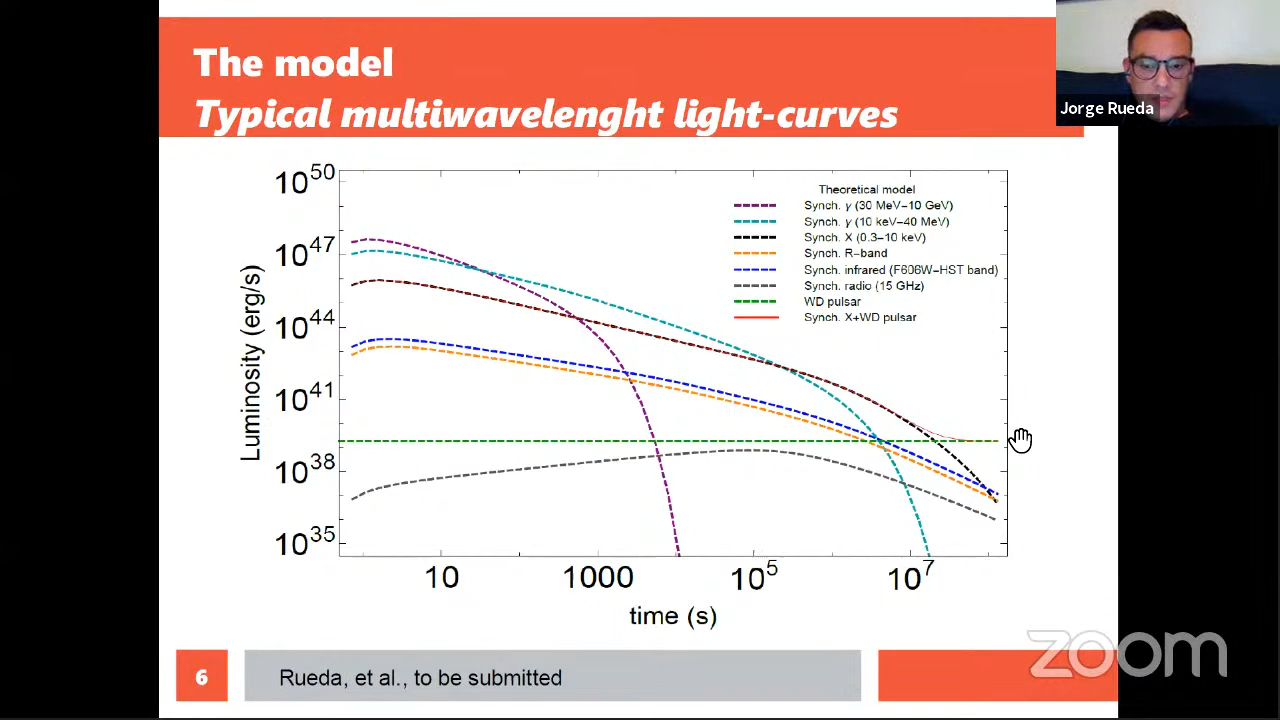 The model
Typical multiwavelenght light-curves
Jorge Rueda
Theoretical model
Synch. γ (30 MeV–10 GeV)
Synch. γ (10 keV–40 MeV)
Synch. X (0.3–10 keV)
Synch. R–band
Synch. infrared (F606W–HST band)
Synch. radio (15 GHz)
WD pulsar
Synch. X+WD pulsar
Luminosity (erg/s)
10^50
10^47
10^44
10^41
10^38
10^35
10 1000 10^5 10^7
time (s)
zoom
6 Rueda, et al., to be submitted